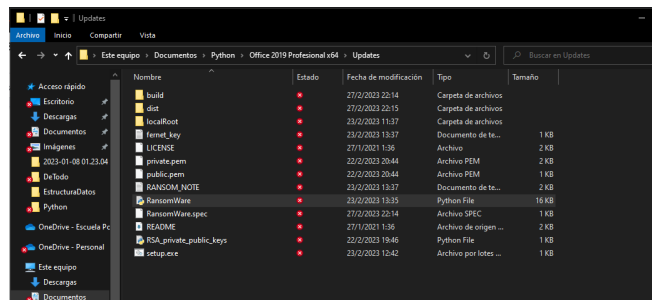 Updates
Archivo Inicio Compartir Vista
Este equipo > Documentos > Python > Office 2019 Profesional x64 > Updates
Buscar en Updates
Nombre Estado Fecha de modificación Tipo Tamaño
Acceso rápido
Escritorio
Descargas
Documentos
Imágenes
2023-01-08 01.23.04
DeTodo
EstructuraDatos
Python
OneDrive - Escuela Pc
OneDrive - Personal
Este equipo
Descargas
Documentos
build 27/2/2023 22:14 Carpeta de archivos
dist 27/2/2023 22:15 Carpeta de archivos
localRoot 23/2/2023 11:37 Carpeta de archivos
fernet_key 23/2/2023 13:37 Documento de te... 1 KB
LICENSE 27/1/2021 1:36 Archivo 2 KB
private.pem 22/2/2023 20:44 Archivo PEM 2 KB
public.pem 22/2/2023 20:44 Archivo PEM 1 KB
RANSOM_NOTE 23/2/2023 13:37 Documento de te... 2 KB
RansomWare 23/2/2023 13:35 Python File 16 KB
RansomWare.spec 27/2/2023 22:14 Archivo SPEC 1 KB
README 27/1/2021 1:36 Archivo de origen ... 2 KB
RSA_private_public_keys 22/2/2023 19:46 Python File 1 KB
setup.exe 23/2/2023 12:42 Archivo por lotes ... 1 KB